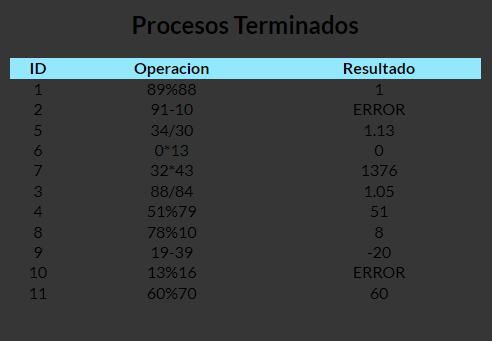 Procesos Terminados
ID Operacion Resultado
1 89%88 1
2 91-10 ERROR
5 34/30 1.13
6 0*13 0
7 32*43 1376
3 88/84 1.05
4 51%79 51
8 78%10 8
9 19-39 -20
10 13%16 ERROR
11 60%70 60